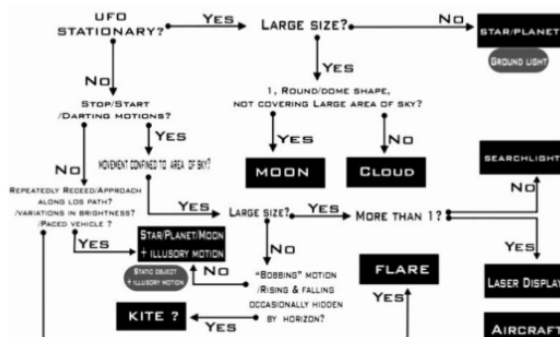 UFO
STATIONARY?
YES
LARGE SIZE?
NO
STAR/PLANET
GROUND LIGHT
NO
YES
STOP/START
/DARTING MOTIONS?
1, ROUND/DOME SHAPE,
NOT COVERING LARGE AREA OF SKY?
NO
YES
YES
NO
MOVEMENT CONFINED TO AREA OF SKY?
MOON
CLOUD
SEARCHLIGHT
NO
REPEATEDLY RECEED/APPROACH
ALONG LOS PATH?
/VARIATIONS IN BRIGHTNESS?
/PACED VEHICLE ?
YES
LARGE SIZE?
YES
MORE THAN 1?
YES
STAR/PLANET/MOON
+ ILLUSORY MOTION
NO
YES
STATIC OBJECT
+ ILLUSORY MOTION
NO
"BOBBING" MOTION
/RISING & FALLING
OCCASIONALLY HIDDEN
BY HORIZON?
FLARE
LASER DISPLAY
YES
KITE ?
YES
AIRCRAFT